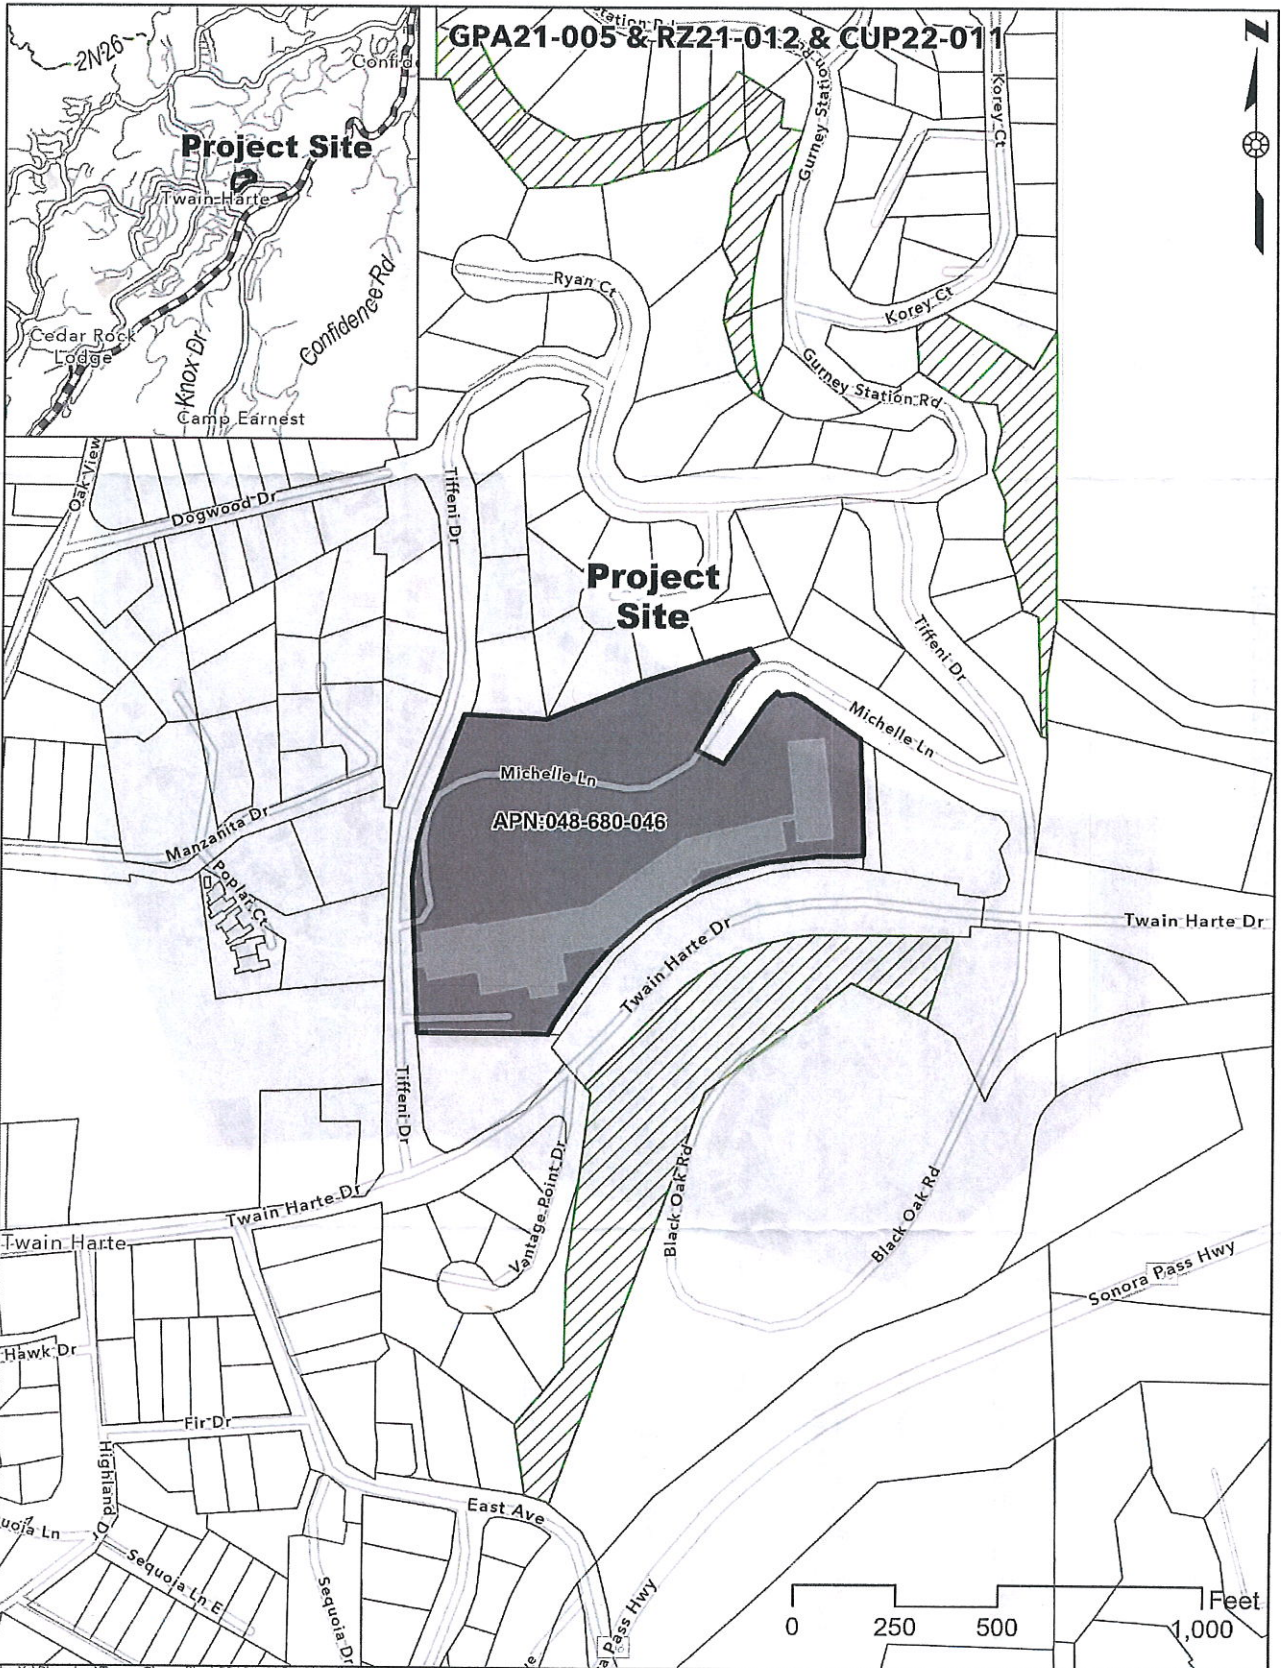 GPA21-005 & RZ21-012 & CUP22-011
N
2N26
Project Site
Twain Harte
Cedar Rock
Lodge
Knox Dr
Confidence Rd
Camp Earnest
Gurney Station
Korey Ct
Ryan Ct
Korey Ct
Gurney Station Rd
Oak View
Dogwood Dr
Tiffeni Dr
Project
Site
Tiffeni Dr
Michelle Ln
Michelle Ln
APN:048-680-046
Manzanita Dr
Poplar Ct
Twain Harte Dr
Twain Harte Dr
Tiffeni Dr
Vantage Point Dr
Black Oak Rd
Black Oak Rd
Twain Harte Dr
Twain Harte
Sonora Pass Hwy
Hawk Dr
Fir Dr
Highland Dr
East Ave
Sequoia Ln E
Sequoia Dr
Pass Hwy
Feet
0 250 500 1,000